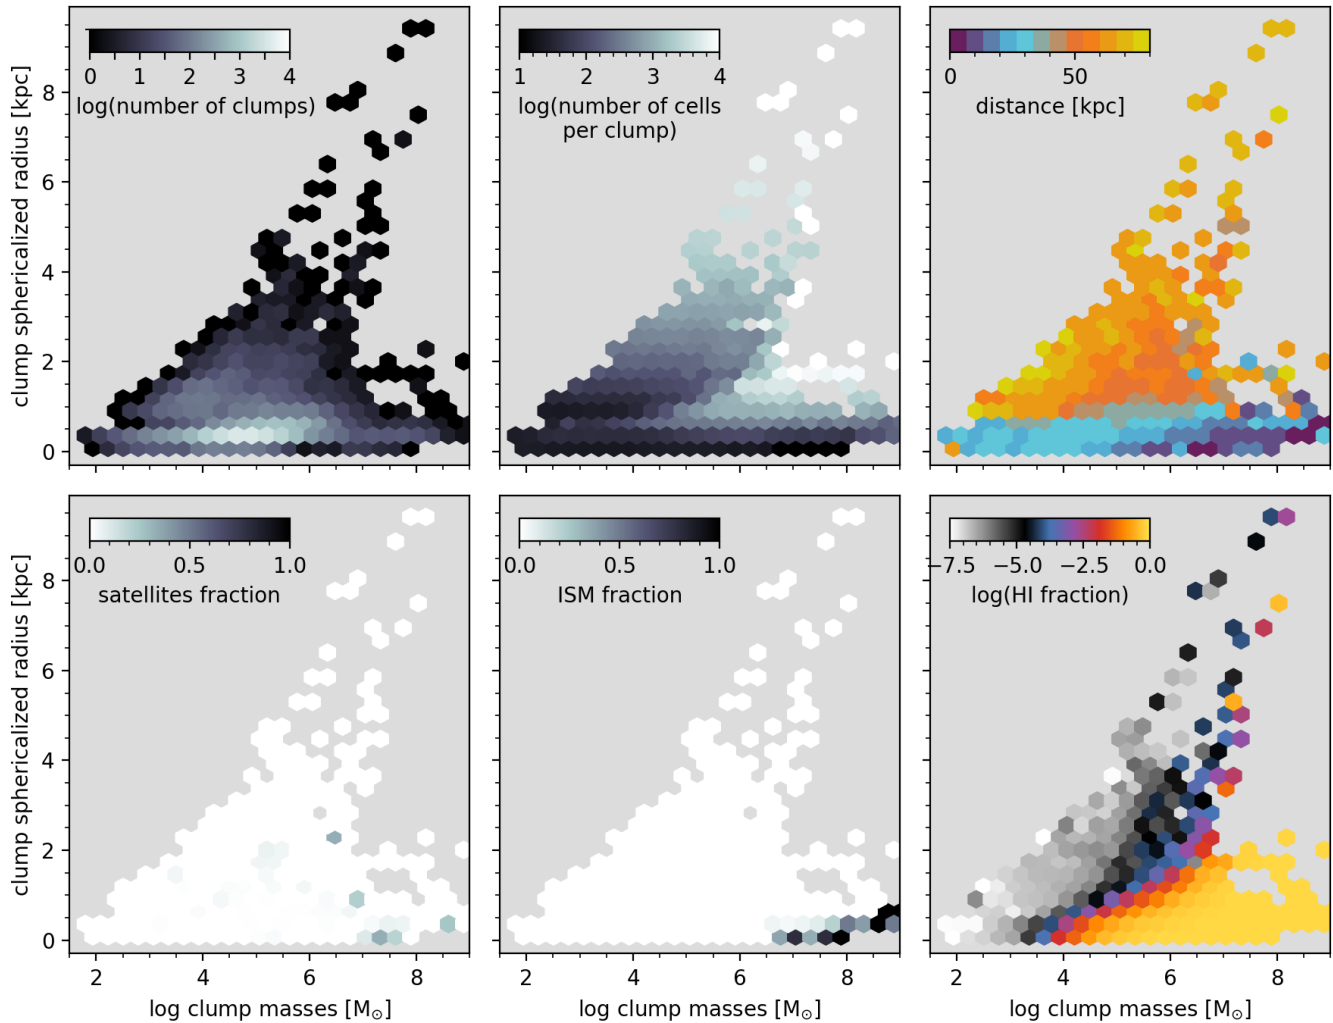 0 1 2 3 4
log(number of clumps)
1 2 3 4
log(number of cells
per clump)
0 50
distance [kpc]
clump sphericalized radius [kpc]
8
6
4
2
0
0.0 0.5 1.0
satellites fraction
0.0 0.5 1.0
ISM fraction
−7.5 −5.0 −2.5 0.0
log(HI fraction)
clump sphericalized radius [kpc]
8
6
4
2
0
2 4 6 8
log clump masses [M⊙]
2 4 6 8
log clump masses [M⊙]
2 4 6 8
log clump masses [M⊙]